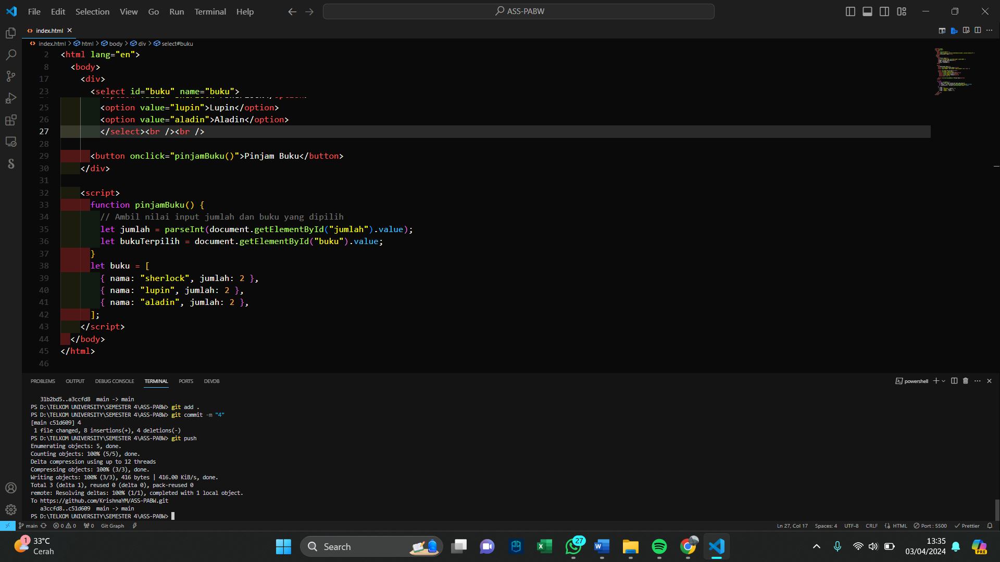 File Edit Selection View Go Run Terminal Help
ASS-PABW
index.html
index.html > html > body > div > select#buku
2 <html lang="en">
8 <body>
17 <div>
23 <select id="buku" name="buku">
25 <option value="lupin">Lupin</option>
26 <option value="aladin">Aladin</option>
27 </select><br /><br />
28
29 <button onclick="pinjamBuku()">Pinjam Buku</button>
30 </div>
31
32 <script>
33 function pinjamBuku() {
34 // Ambil nilai input jumlah dan buku yang dipilih
35 let jumlah = parseInt(document.getElementById("jumlah").value);
36 let bukuTerpilih = document.getElementById("buku").value;
37 }
38 let buku = [
39 { nama: "sherlock", jumlah: 2 },
40 { nama: "lupin", jumlah: 2 },
41 { nama: "aladin", jumlah: 2 },
42 ];
43 </script>
44 </body>
45 </html>
46
PROBLEMS OUTPUT DEBUG CONSOLE TERMINAL PORTS DEVDB
powershell
31b2bd5..a3ccfd8 main -> main
PS D:\TELKOM UNIVERSITY\SEMESTER 4\ASS-PABW> git add .
PS D:\TELKOM UNIVERSITY\SEMESTER 4\ASS-PABW> git commit -m "4"
[main c51d609] 4
1 file changed, 8 insertions(+), 4 deletions(-)
PS D:\TELKOM UNIVERSITY\SEMESTER 4\ASS-PABW> git push
Enumerating objects: 5, done.
Counting objects: 100% (5/5), done.
Delta compression using up to 12 threads
Compressing objects: 100% (3/3), done.
Writing objects: 100% (3/3), 416 bytes | 416.00 KiB/s, done.
Total 3 (delta 1), reused 0 (delta 0), pack-reused 0
remote: Resolving deltas: 100% (1/1), completed with 1 local object.
To https://github.com/KrishnaYM/ASS-PABW.git
a3ccfd8..c51d609 main -> main
PS D:\TELKOM UNIVERSITY\SEMESTER 4\ASS-PABW>
main 0 0 0 Git Graph
Ln 27, Col 17 Spaces: 4 UTF-8 CRLF HTML Port : 5500 Prettier
1 33°C
Cerah
Search
27
13:35
03/04/2024
PRE